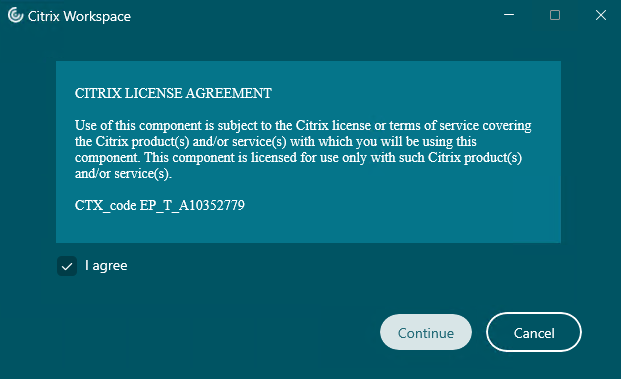 Citrix Workspace
CITRIX LICENSE AGREEMENT
Use of this component is subject to the Citrix license or terms of service covering
the Citrix product(s) and/or service(s) with which you will be using this
component. This component is licensed for use only with such Citrix product(s)
and/or service(s).
CTX_code EP_T_A10352779
I agree
Continue
Cancel